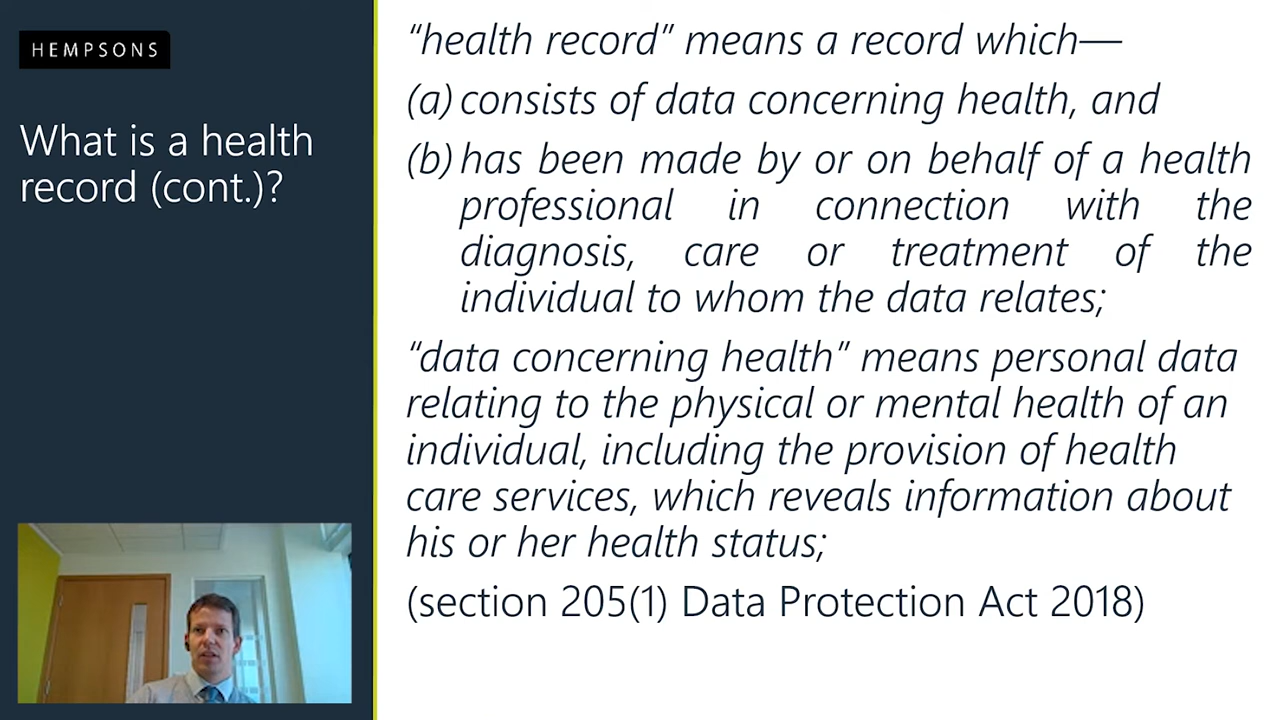 HEMPSONS
What is a health
record (cont.)?
“health record” means a record which—
(a) consists of data concerning health, and
(b) has been made by or on behalf of a health
professional in connection with the
diagnosis, care or treatment of the
individual to whom the data relates;
“data concerning health” means personal data
relating to the physical or mental health of an
individual, including the provision of health
care services, which reveals information about
his or her health status;
(section 205(1) Data Protection Act 2018)